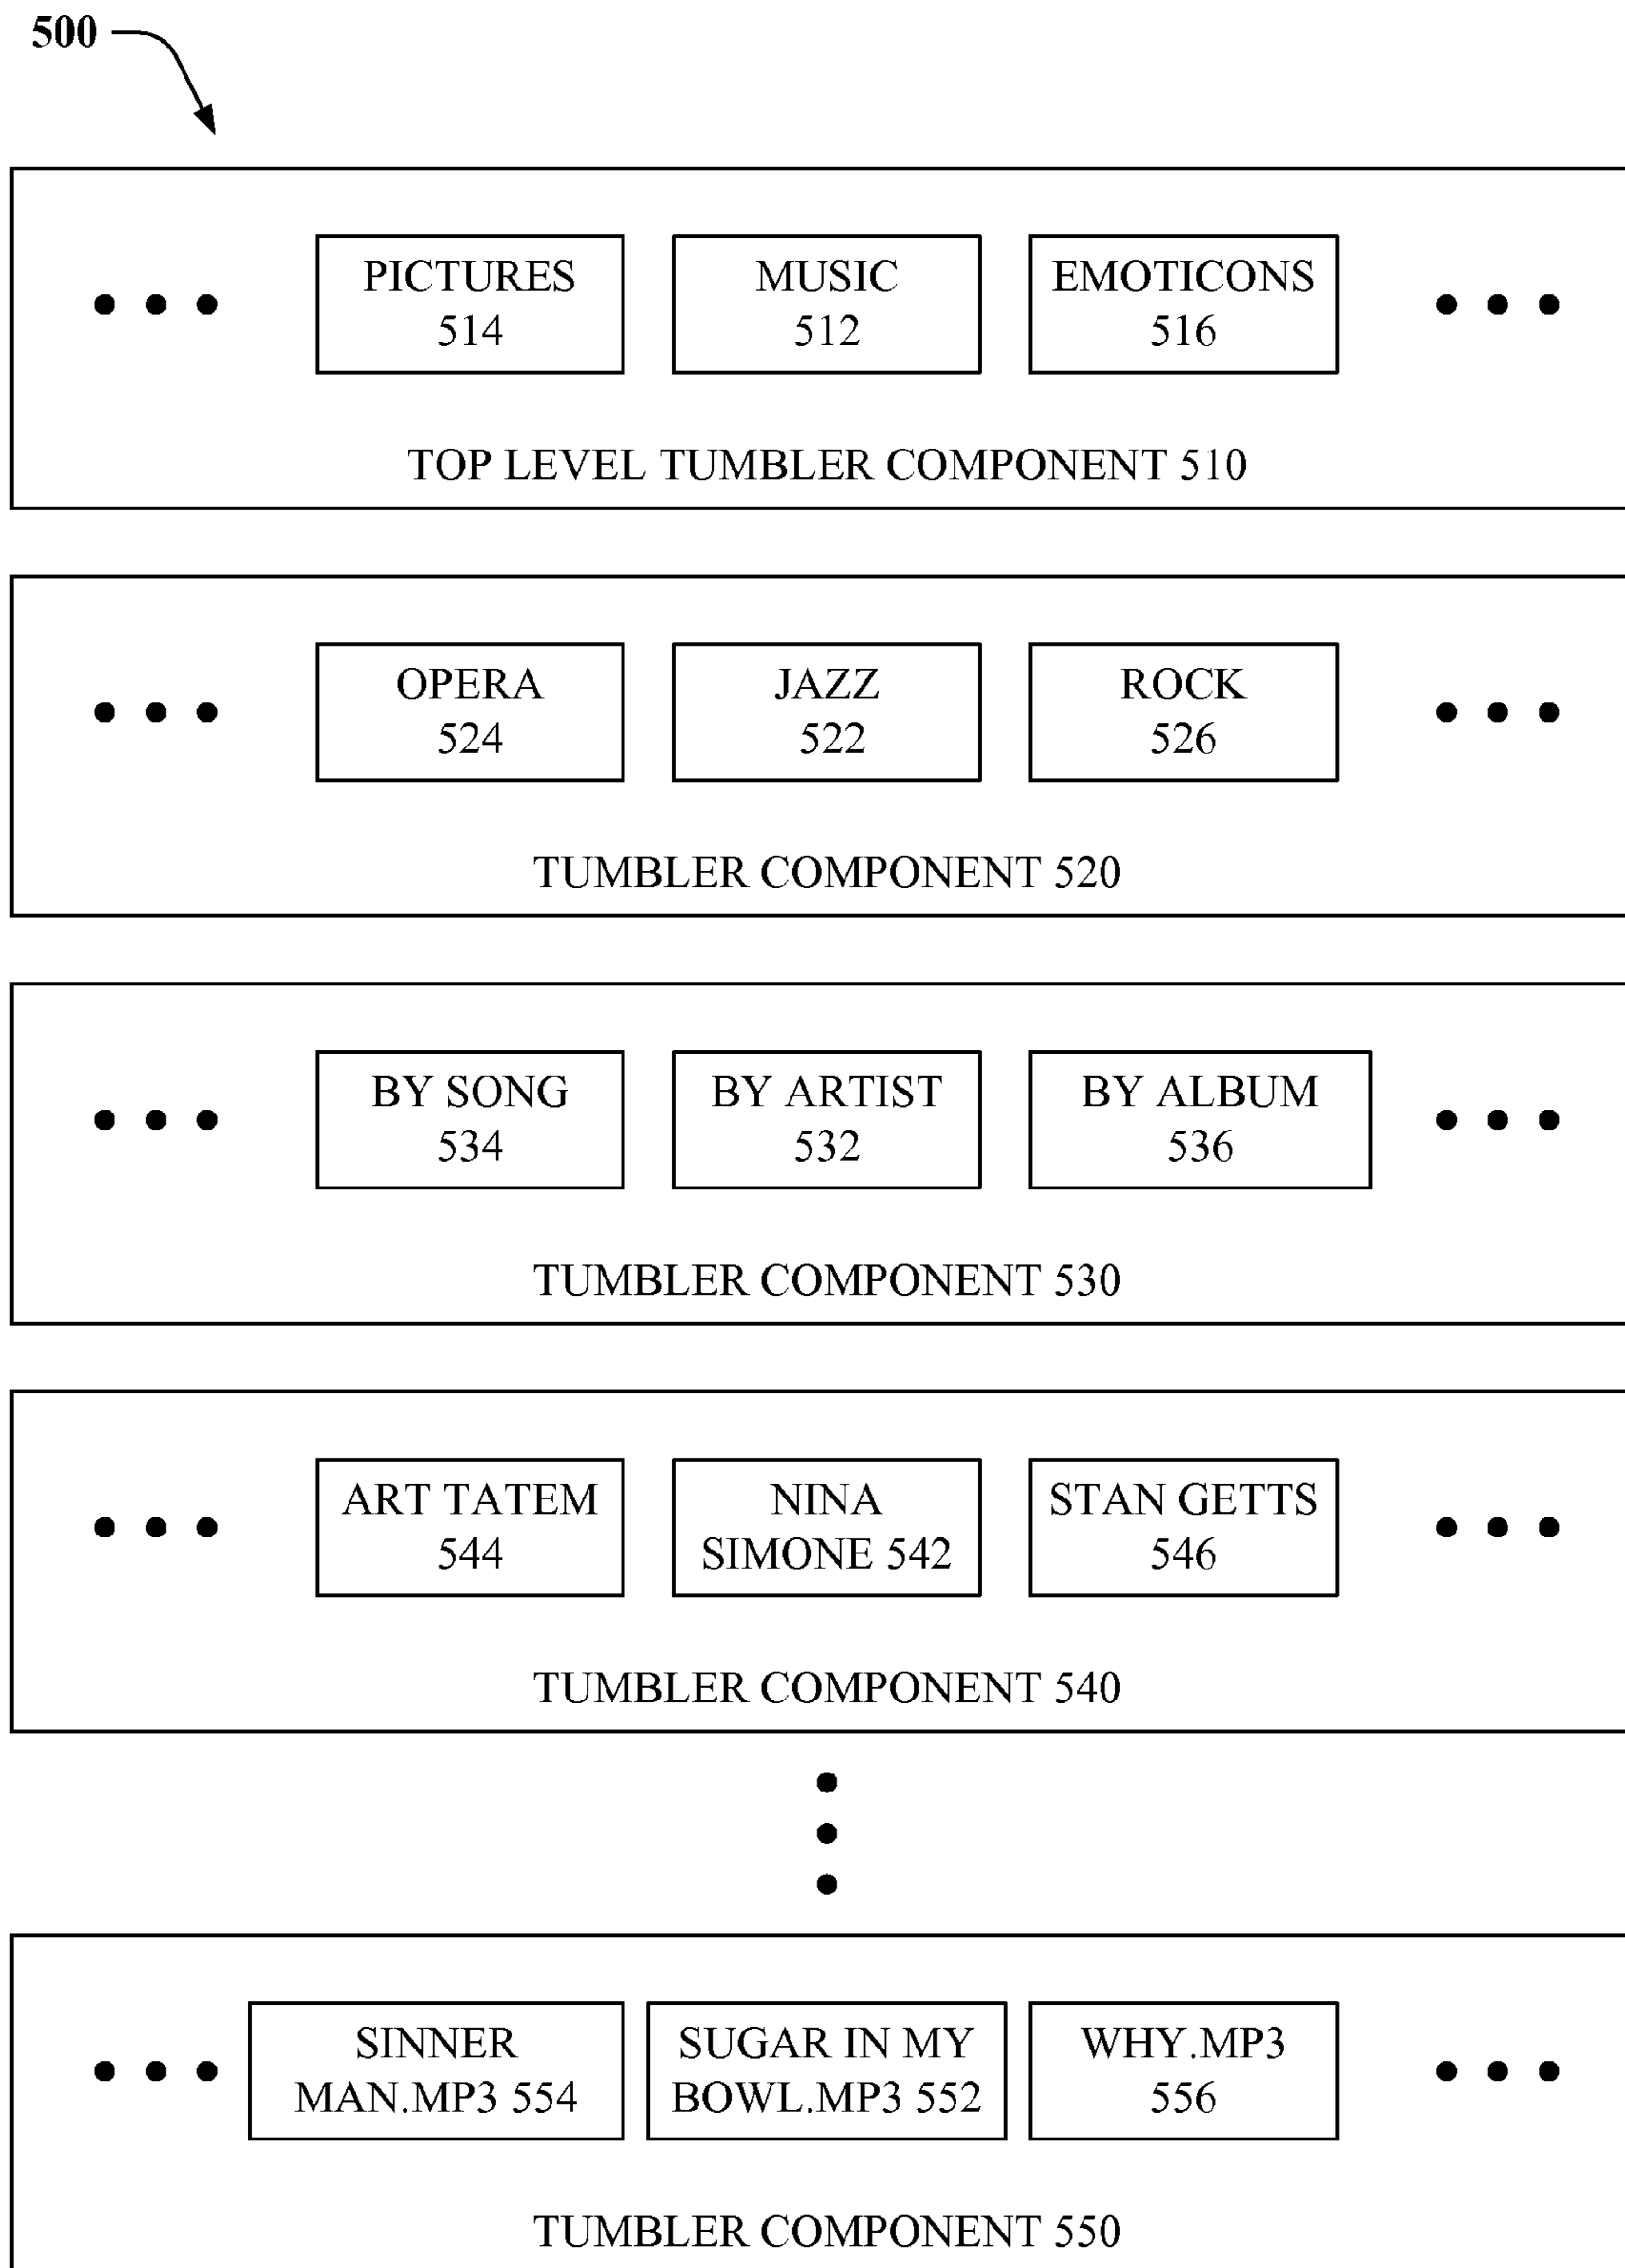 500
PICTURES
514
MUSIC
512
EMOTICONS
516
TOP LEVEL TUMBLER COMPONENT 510
OPERA
524
JAZZ
522
ROCK
526
TUMBLER COMPONENT 520
BY SONG
534
BY ARTIST
532
BY ALBUM
536
TUMBLER COMPONENT 530
ART TATEM
544
NINA
SIMONE 542
STAN GETTS
546
TUMBLER COMPONENT 540
SINNER
MAN.MP3 554
SUGAR IN MY
BOWL.MP3 552
WHY.MP3
556
TUMBLER COMPONENT 550